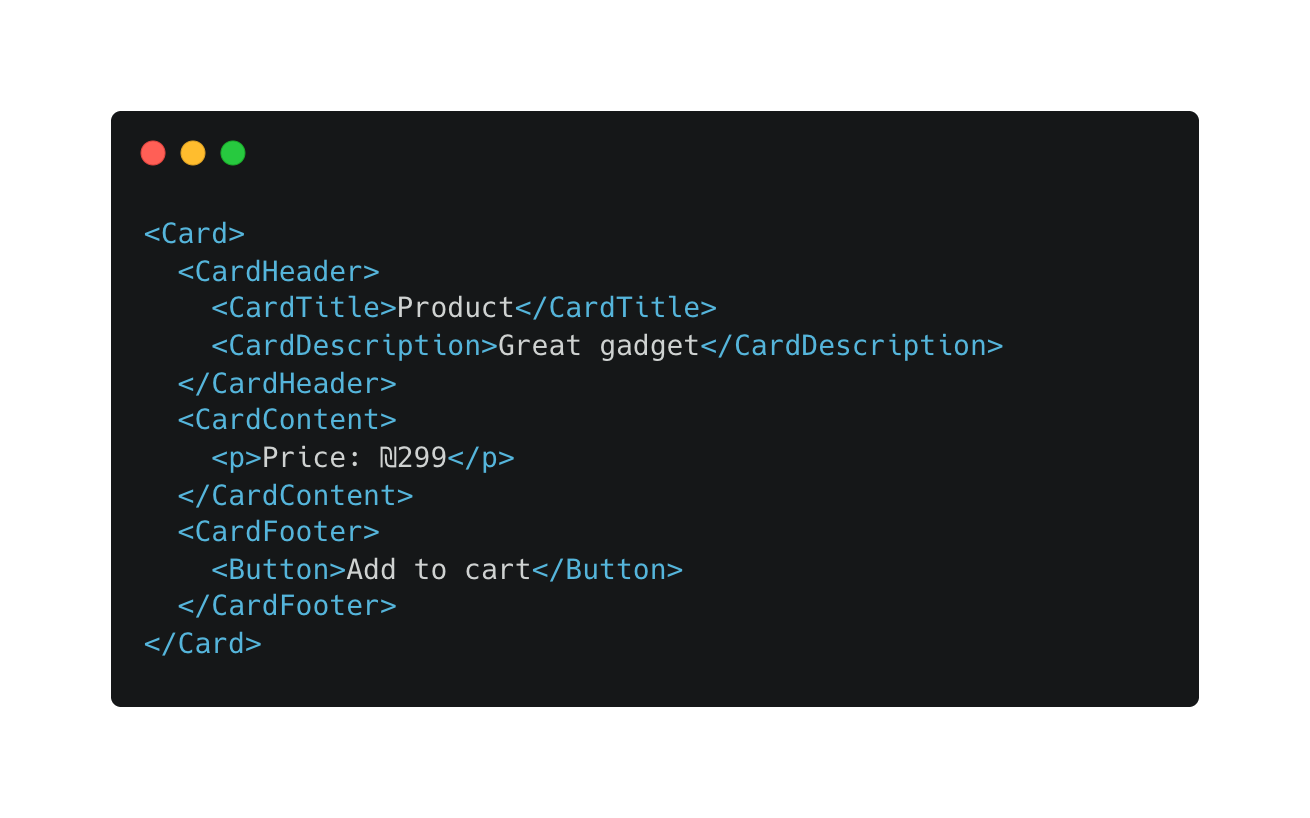 <Card>
  <CardHeader>
    <CardTitle>Product</CardTitle>
    <CardDescription>Great gadget</CardDescription>
  </CardHeader>
  <CardContent>
    <p>Price: ₪299</p>
  </CardContent>
  <CardFooter>
    <Button>Add to cart</Button>
  </CardFooter>
</Card>